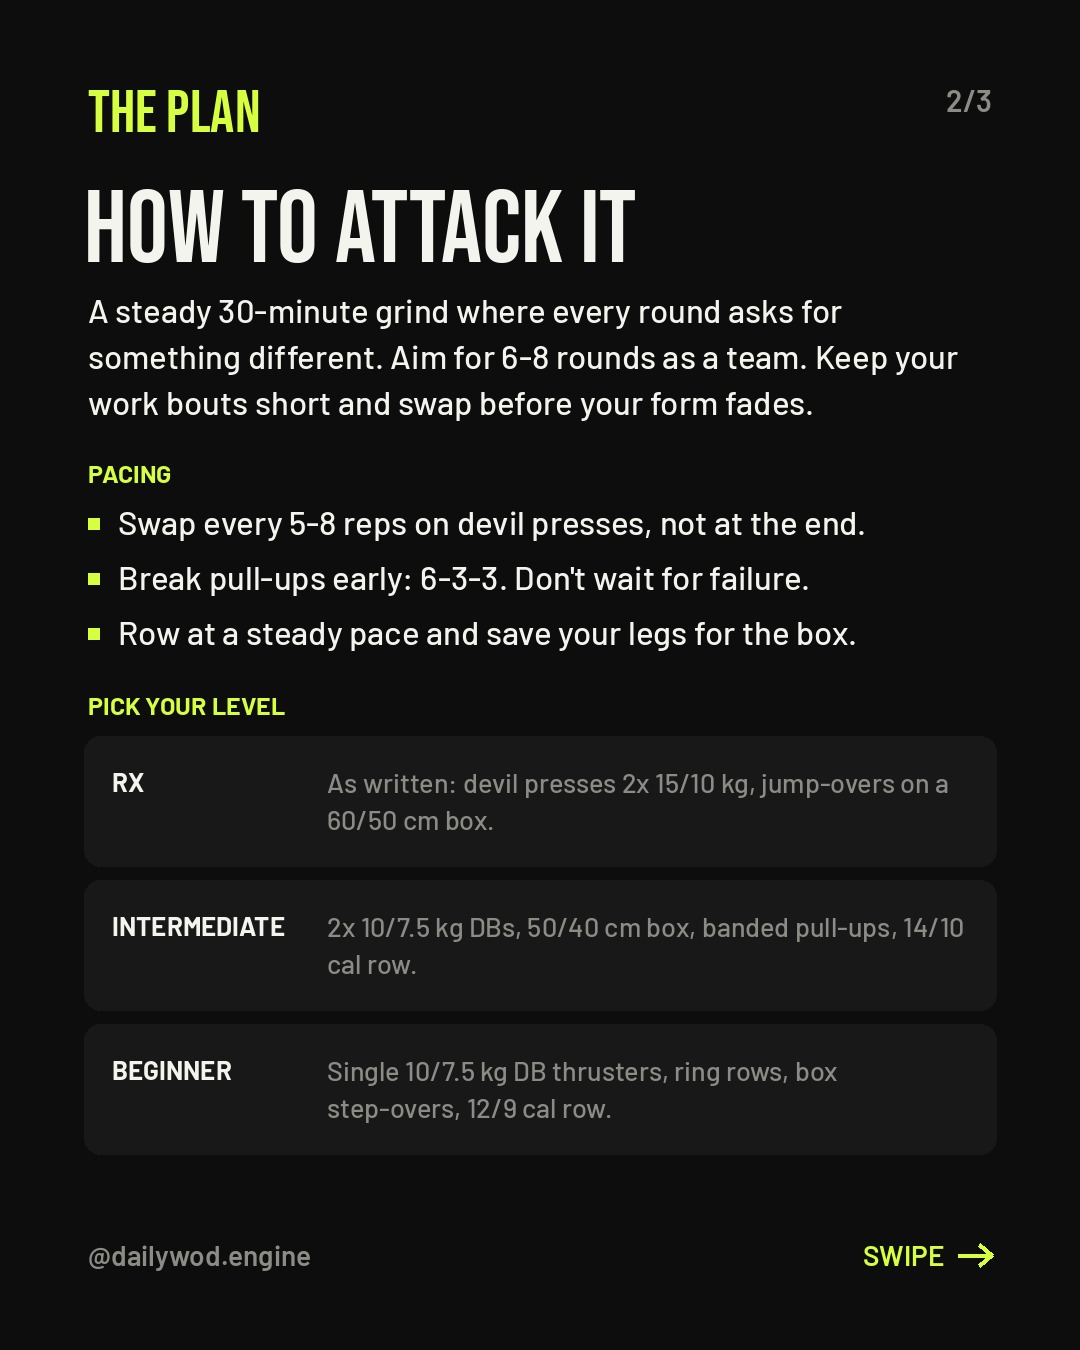 THE PLAN
2/3
HOW TO ATTACK IT
A steady 30-minute grind where every round asks for
something different. Aim for 6-8 rounds as a team. Keep your
work bouts short and swap before your form fades.
PACING
Swap every 5-8 reps on devil presses, not at the end.
Break pull-ups early: 6-3-3. Don't wait for failure.
Row at a steady pace and save your legs for the box.
PICK YOUR LEVEL
RX
As written: devil presses 2x 15/10 kg, jump-overs on a
60/50 cm box.
INTERMEDIATE
2x 10/7.5 kg DBs, 50/40 cm box, banded pull-ups, 14/10
cal row.
BEGINNER
Single 10/7.5 kg DB thrusters, ring rows, box
step-overs, 12/9 cal row.
@dailywod.engine
SWIPE →